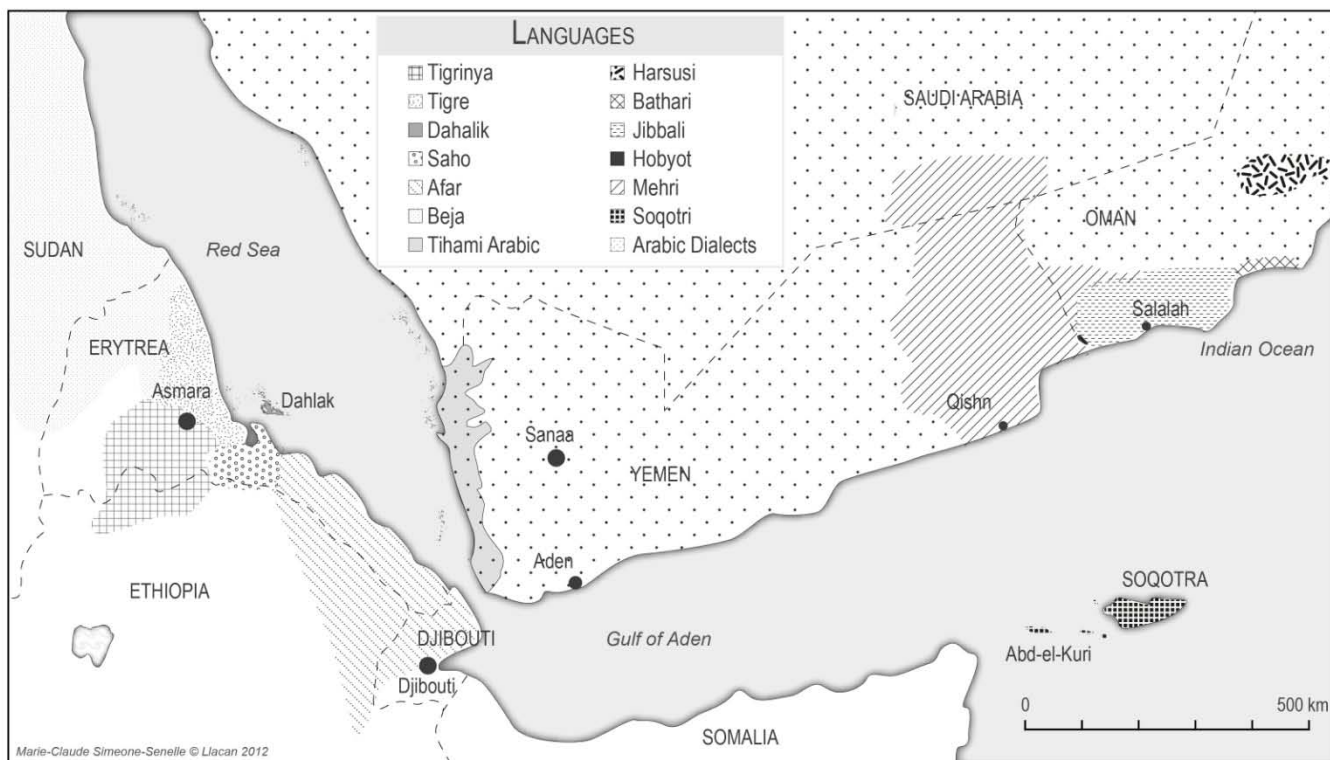 LANGUAGES
Tigrinya
Tigre
Dahalik
Saho
Afar
Beja
Tihami Arabic
Harsusi
Bathari
Jibbali
Hobyot
Mehri
Soqotri
Arabic Dialects
SAUDI ARABIA
OMAN
SUDAN
Red Sea
Salalah
Indian Ocean
ERYTREA
Asmara
Dahlak
Qishn
Sanaa
YEMEN
Aden
ETHIOPIA
SOQOTRA
DJIBOUTI
Gulf of Aden
Abd-el-Kuri
Djibouti
0 500 km
SOMALIA
Marie-Claude Simeone-Senelle © Llacan 2012